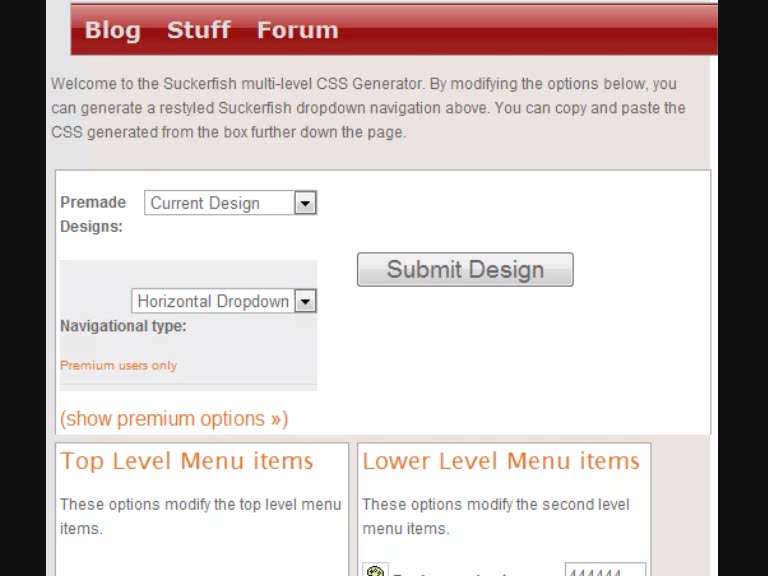 Blog Stuff Forum
Welcome to the Suckerfish multi-level CSS Generator. By modifying the options below, you
can generate a restyled Suckerfish dropdown navigation above. You can copy and paste the
CSS generated from the box further down the page.
Premade Designs:
Current Design
Submit Design
Horizontal Dropdown
Navigational type:
Premium users only
(show premium options »)
Top Level Menu items
These options modify the top level menu
items.
Lower Level Menu items
These options modify the second level
menu items.